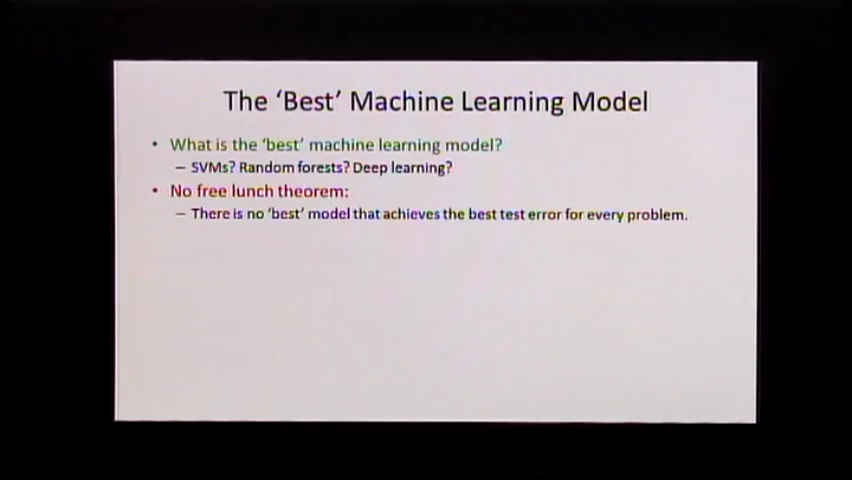 The ‘Best’ Machine Learning Model
• What is the ‘best’ machine learning model?
– SVMs? Random forests? Deep learning?
• No free lunch theorem:
– There is no ‘best’ model that achieves the best test error for every problem.